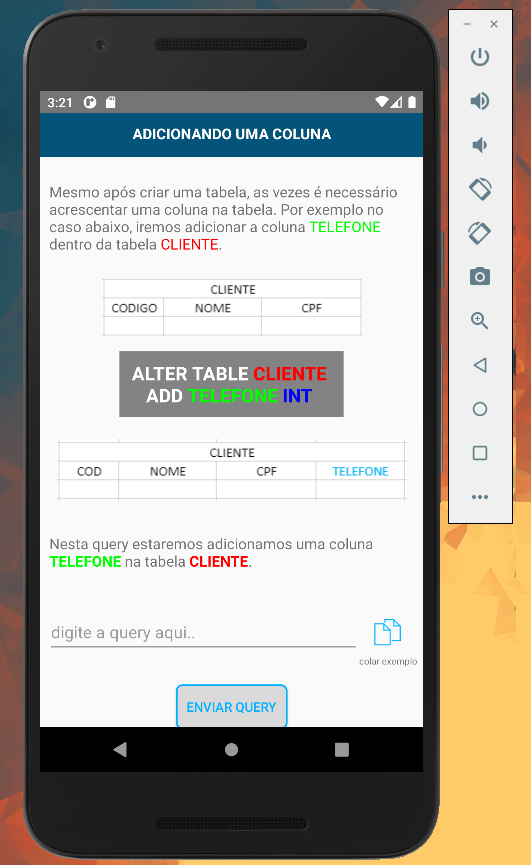 3:21
ADICIONANDO UMA COLUNA
Mesmo após criar uma tabela, as vezes é necessário
acrescentar uma coluna na tabela. Por exemplo no
caso abaixo, iremos adicionar a coluna TELEFONE
dentro da tabela CLIENTE.
CLIENTE
CODIGO NOME CPF
ALTER TABLE CLIENTE
ADD TELEFONE INT
CLIENTE
COD NOME CPF TELEFONE
Nesta query estaremos adicionamos uma coluna
TELEFONE na tabela CLIENTE.
digite a query aqui..
colar exemplo
ENVIAR QUERY